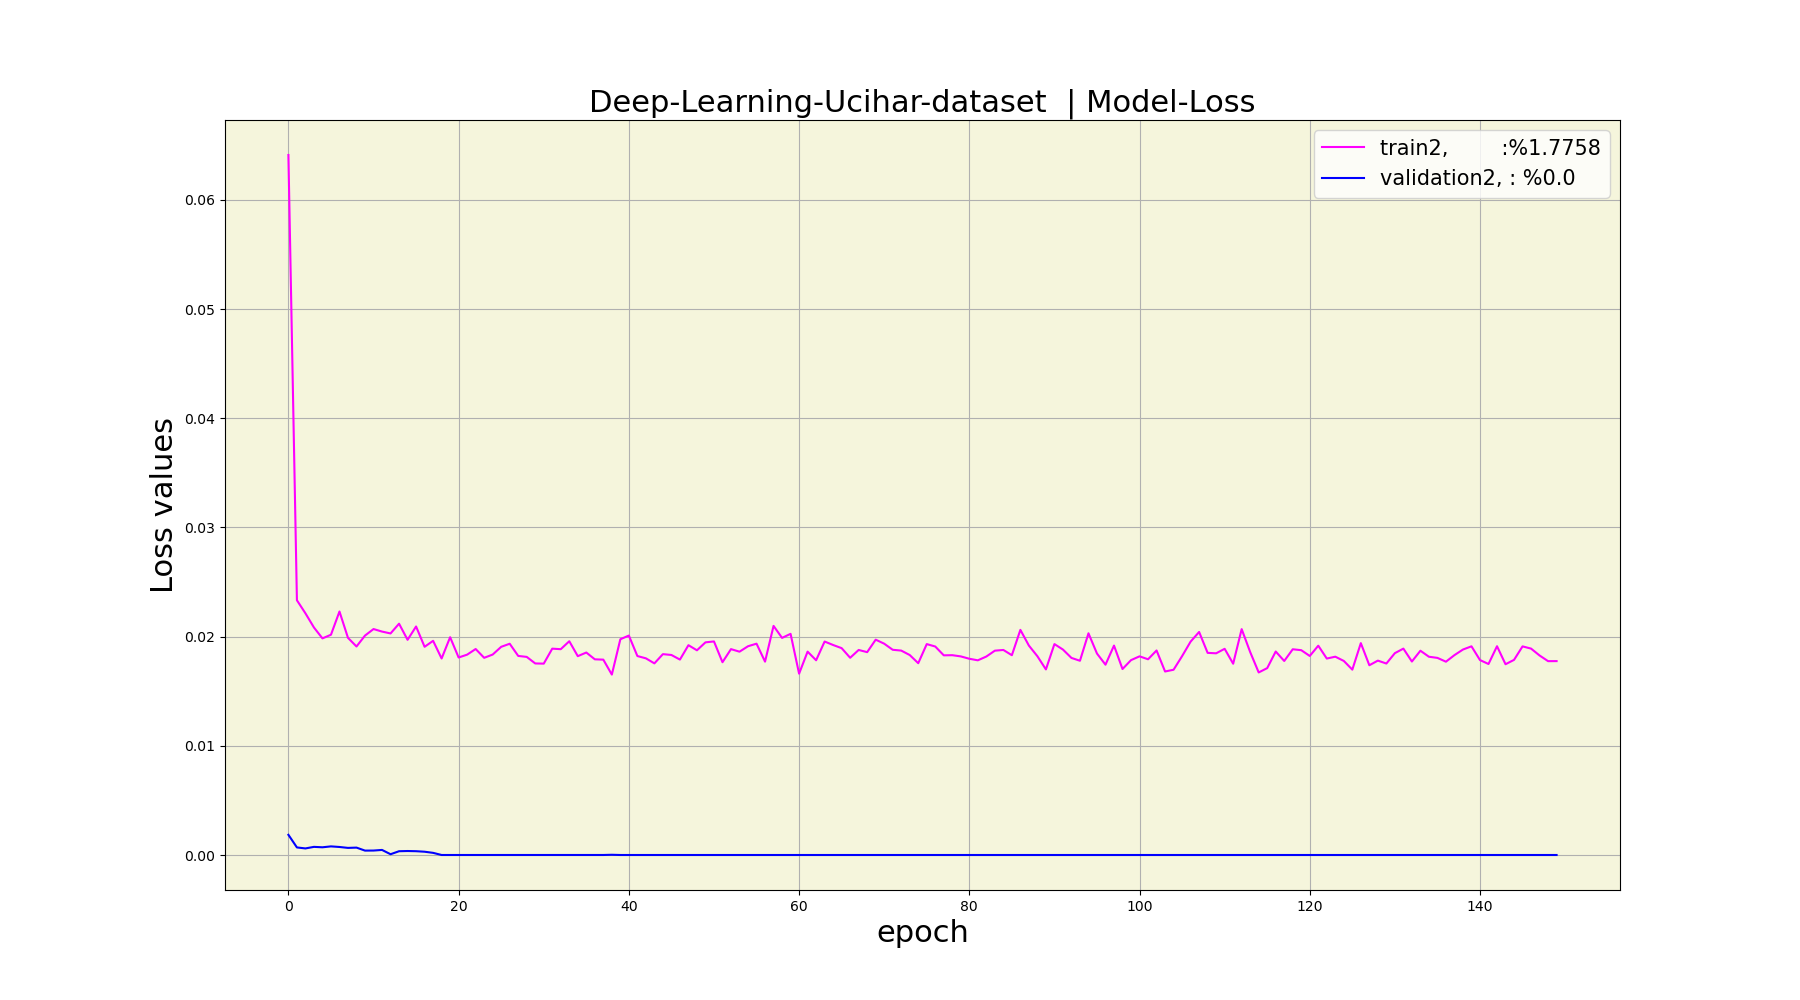 Deep-Learning-Ucihar-dataset  | Model-Loss
train2,        :%1.7758
validation2, : %0.0
Loss values
0.06
0.05
0.04
0.03
0.02
0.01
0.00
0 20 40 60 80 100 120 140
epoch